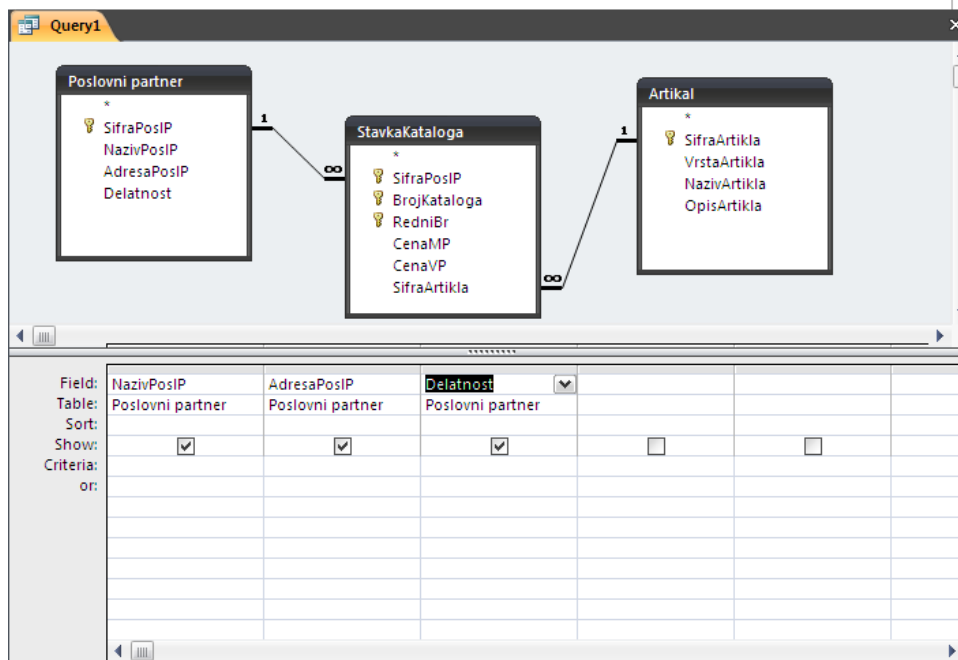 Query1
Poslovni partner
*
SifraPosIP
NazivPosIP
AdresaPosIP
Delatnost
1
∞
StavkaKataloga
*
SifraPosIP
BrojKataloga
RedniBr
CenaMP
CenaVP
SifraArtikla
1
∞
Artikal
*
SifraArtikla
VrstaArtikla
NazivArtikla
OpisArtikla
Field: NazivPosIP AdresaPosIP Delatnost
Table: Poslovni partner Poslovni partner Poslovni partner
Sort:
Show:
Criteria:
or: